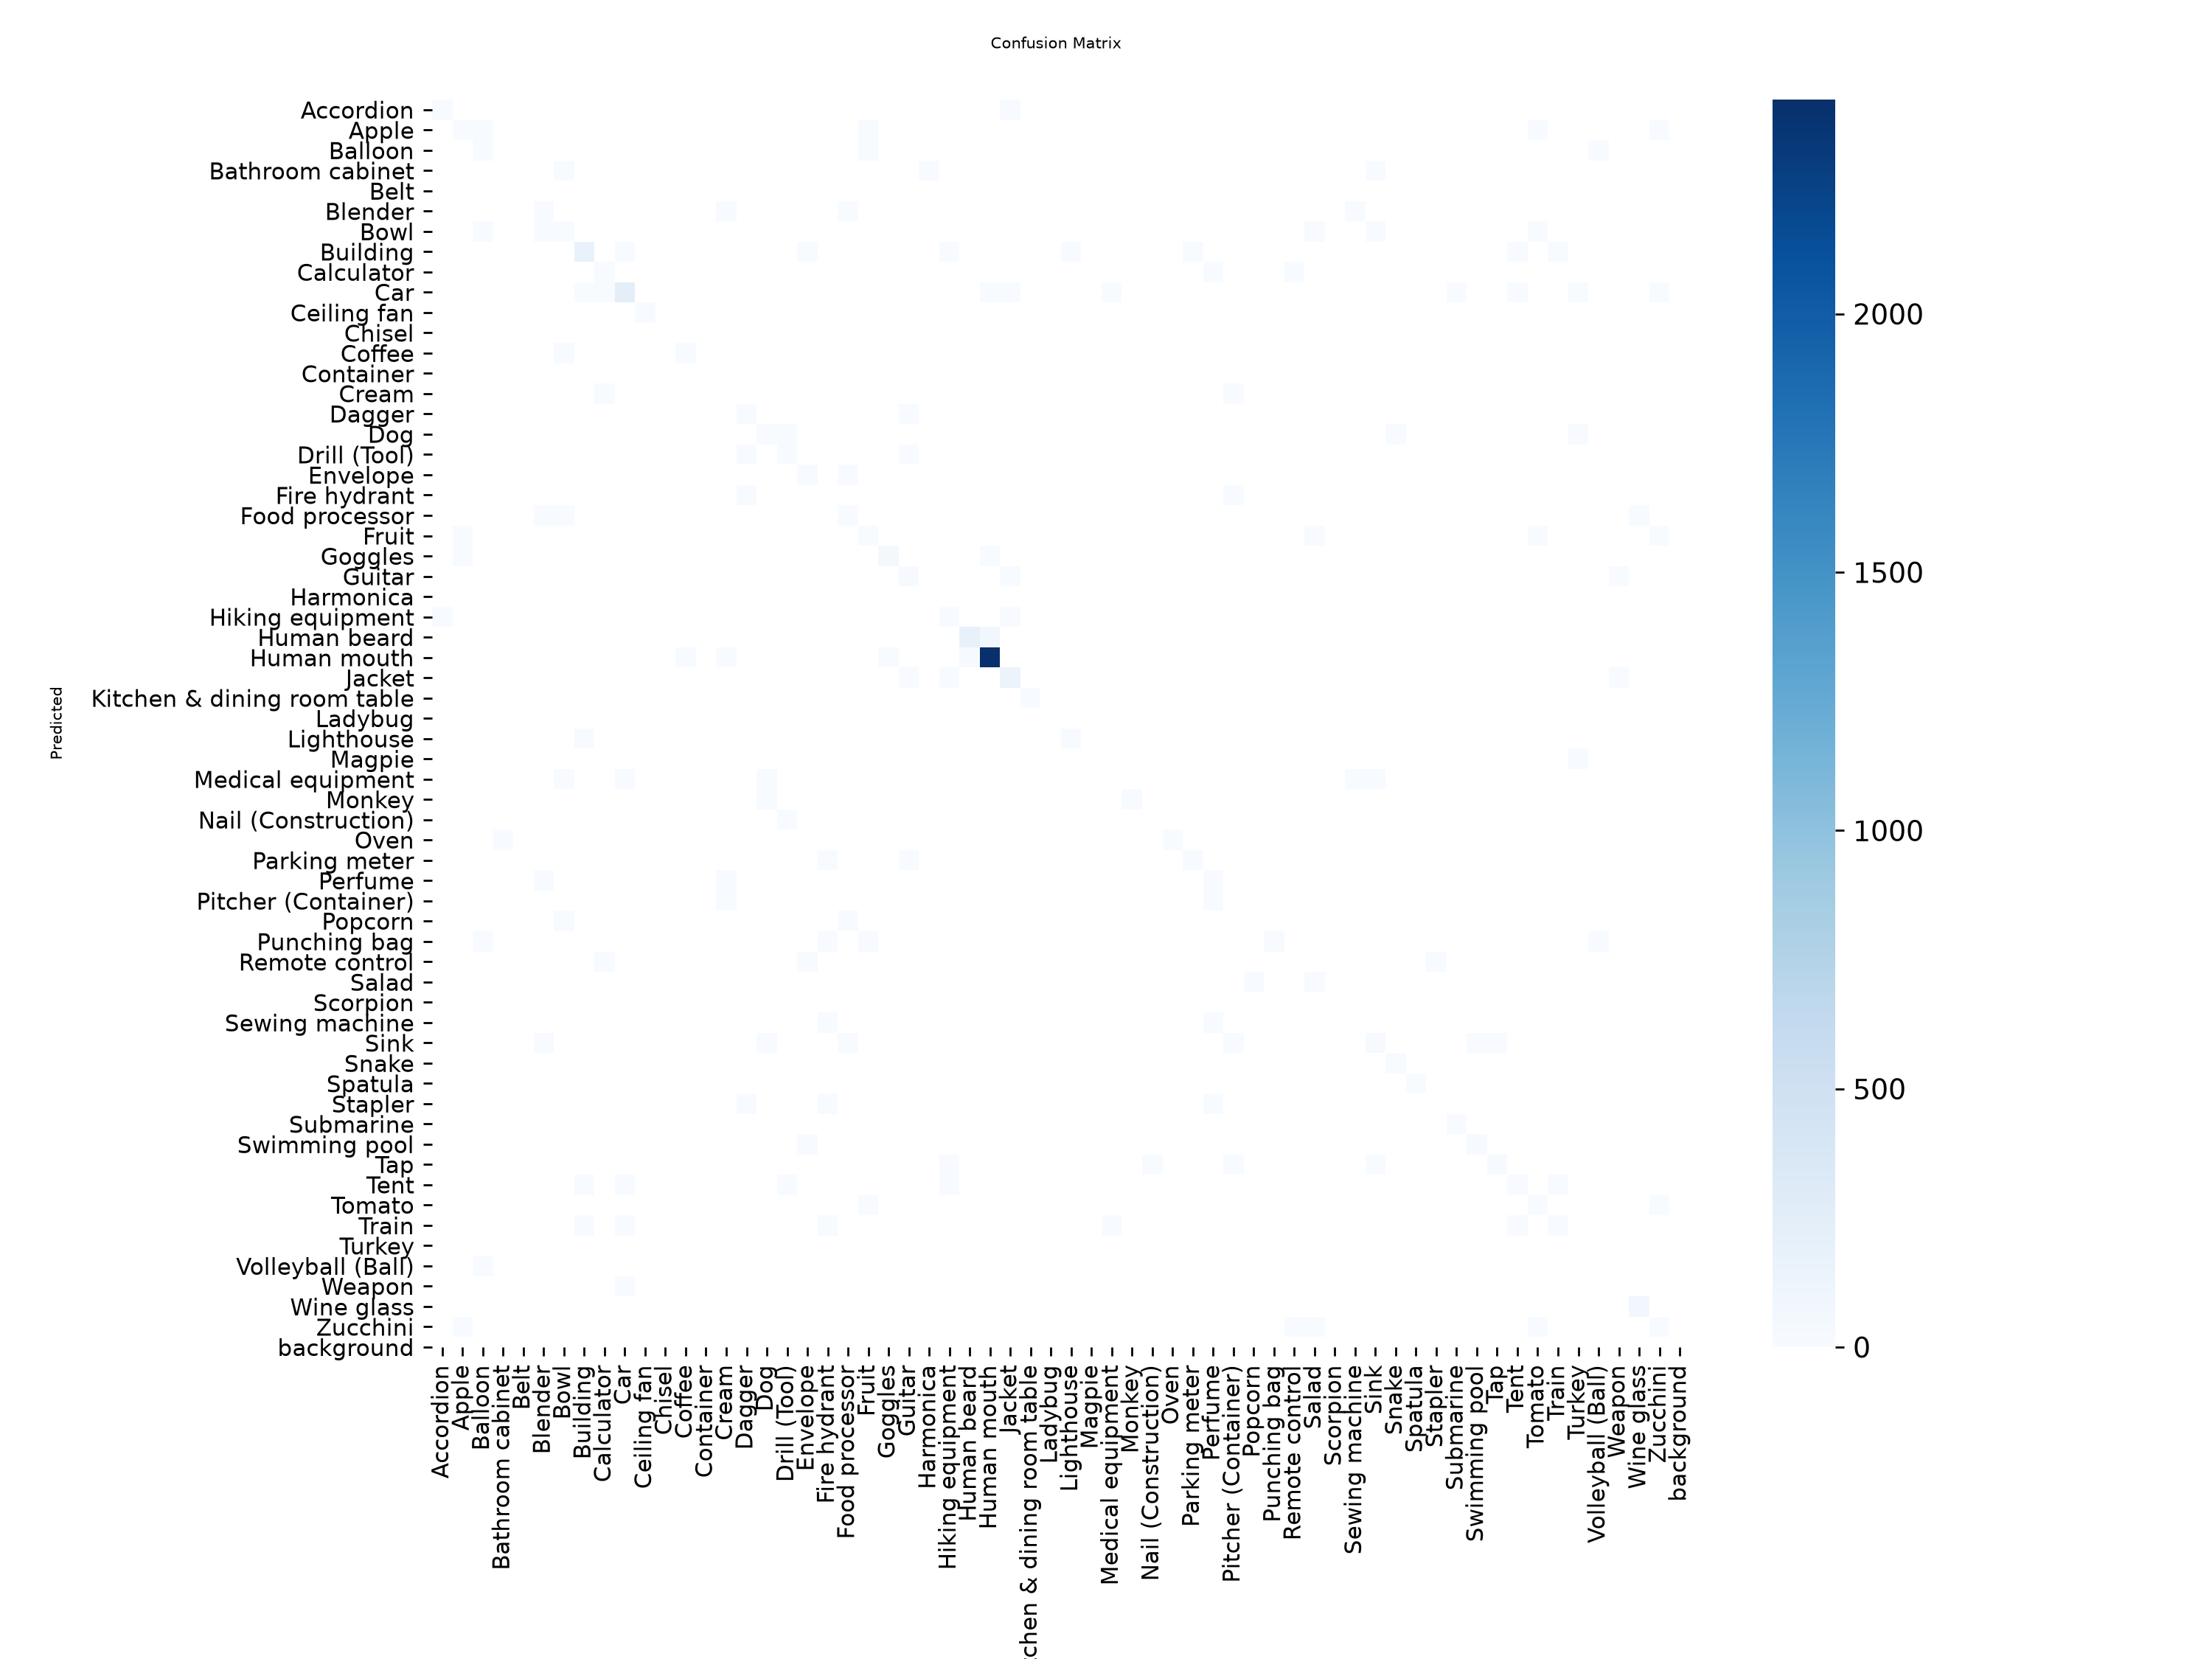 Confusion Matrix
Accordion
Apple
Balloon
Bathroom cabinet
Belt
Blender
Bowl
Building
Calculator
Car
Ceiling fan
Chisel
Coffee
Container
Cream
Dagger
Dog
Drill (Tool)
Envelope
Fire hydrant
Food processor
Fruit
Goggles
Guitar
Harmonica
Hiking equipment
Human beard
Human mouth
Jacket
Kitchen & dining room table
Ladybug
Lighthouse
Magpie
Medical equipment
Monkey
Nail (Construction)
Oven
Parking meter
Perfume
Pitcher (Container)
Popcorn
Punching bag
Remote control
Salad
Scorpion
Sewing machine
Sink
Snake
Spatula
Stapler
Submarine
Swimming pool
Tap
Tent
Tomato
Train
Turkey
Volleyball (Ball)
Weapon
Wine glass
Zucchini
background
Predicted
Accordion
Apple
Balloon
Bathroom cabinet
Belt
Blender
Bowl
Building
Calculator
Car
Ceiling fan
Chisel
Coffee
Container
Cream
Dagger
Dog
Drill (Tool)
Envelope
Fire hydrant
Food processor
Fruit
Goggles
Guitar
Harmonica
Hiking equipment
Human beard
Human mouth
Jacket
tchen & dining room table
Ladybug
Lighthouse
Magpie
Medical equipment
Monkey
Nail (Construction)
Oven
Parking meter
Perfume
Pitcher (Container)
Popcorn
Punching bag
Remote control
Salad
Scorpion
Sewing machine
Sink
Snake
Spatula
Stapler
Submarine
Swimming pool
Tap
Tent
Tomato
Train
Turkey
Volleyball (Ball)
Weapon
Wine glass
Zucchini
background
2000
1500
1000
500
0